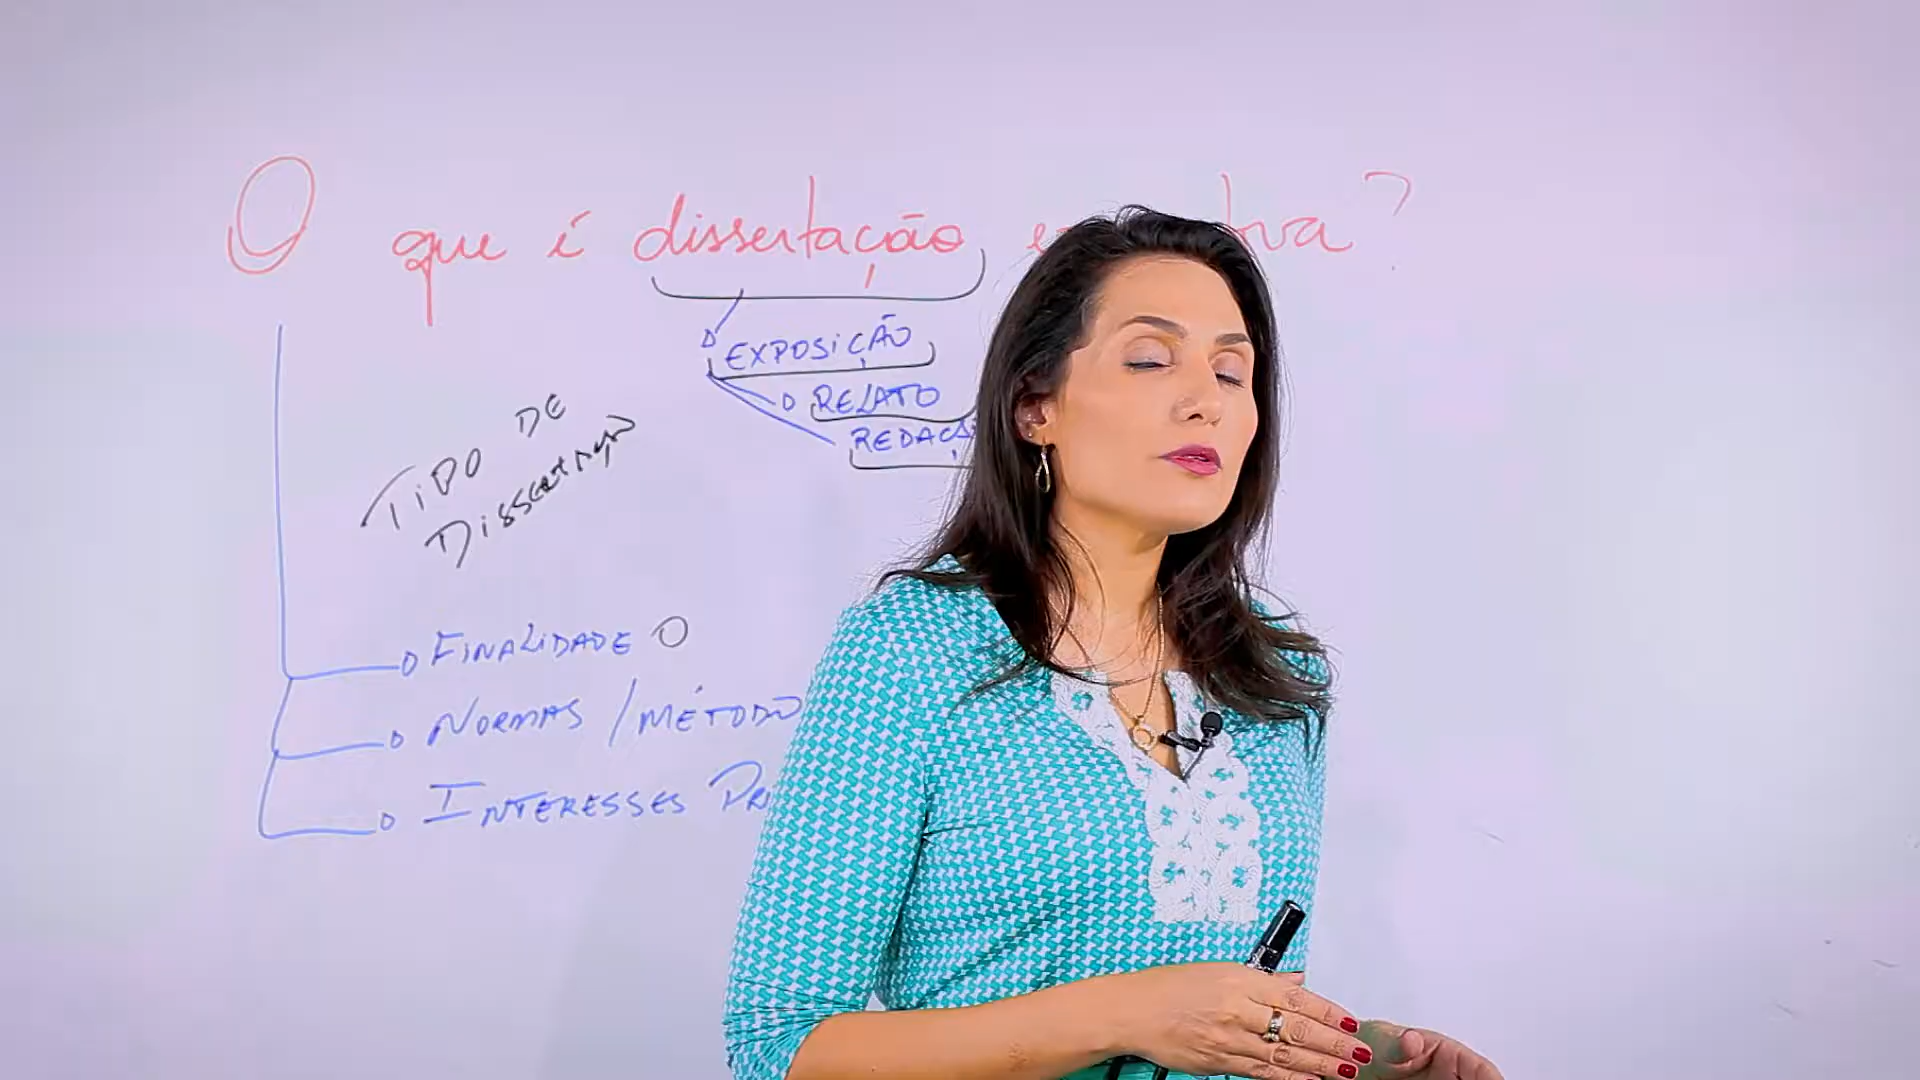 O que é dissertação
EXPOSIÇÃO
RELATO
TIPO DE
DISSERTAÇÃO
FINALIDADE
NORMAS / MÉTODO
INTERESSES